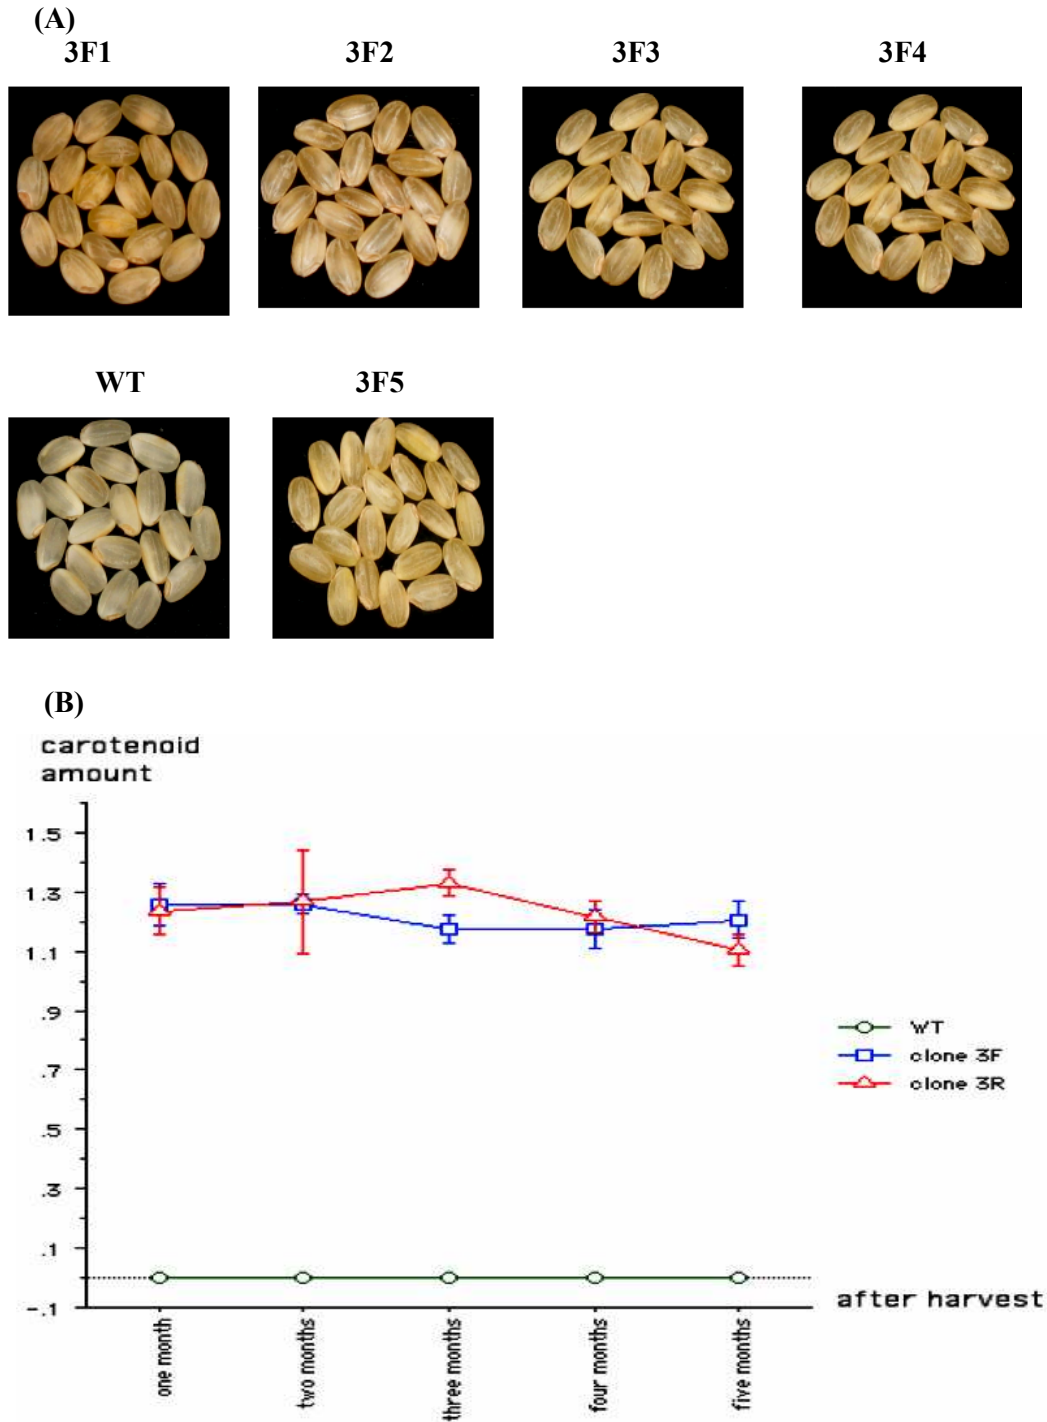 (A)
3F1 3F2 3F3 3F4
WT 3F5
(B)
carotenoid
amount
1.5
1.3
1.1
.9
.7
.5
.3
.1
-.1
WT
clone 3F
clone 3R
after harvest
one month
two months
three months
four months
five months